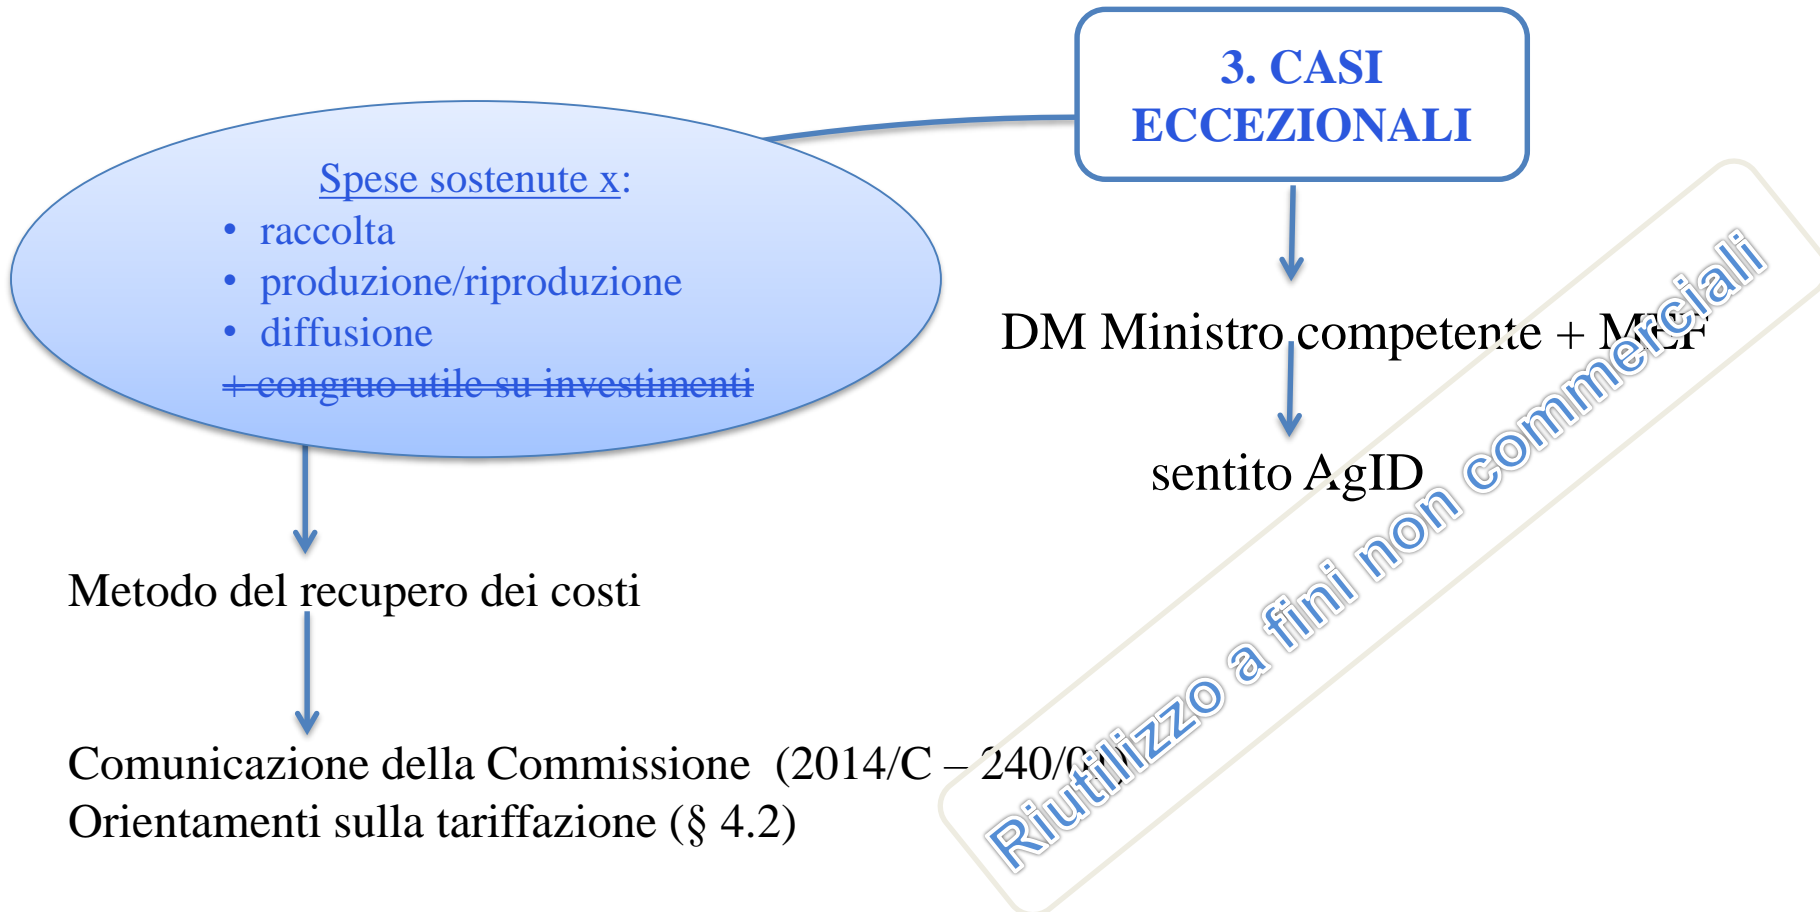 3. CASI
ECCEZIONALI
Spese sostenute x:
• raccolta
• produzione/riproduzione
• diffusione
+ congruo utile su investimenti
DM Ministro competente + MEF
sentito AgID
Metodo del recupero dei costi
Comunicazione della Commissione (2014/C – 240/01)
Orientamenti sulla tariffazione (§ 4.2)
Riutilizzo a fini non commerciali